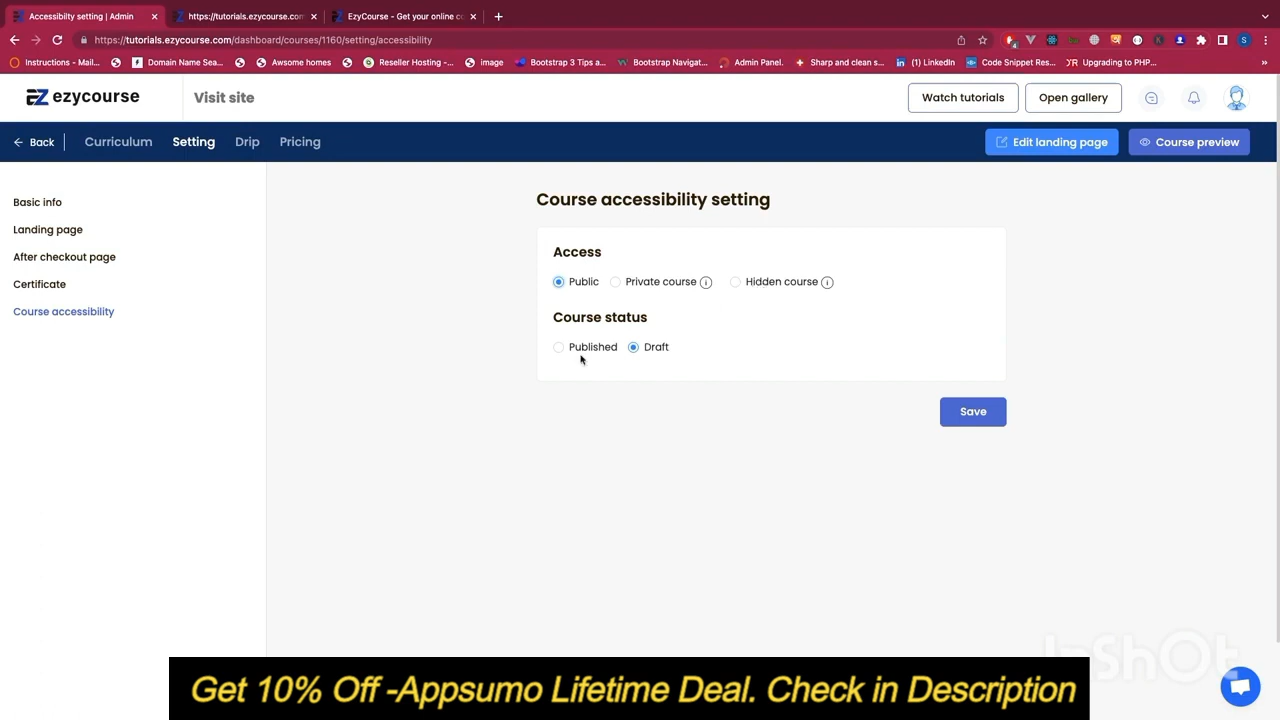 Accessibilty setting | Admin
https://tutorials.ezycourse.com
EzyCourse - Get your online co
https://tutorials.ezycourse.com/dashboard/courses/1160/setting/accessibility
Instructions - Mail...
Domain Name Sea...
Awsome homes
Reseller Hosting -...
image
Bootstrap 3 Tips a...
Bootstrap Navigat...
Admin Panel.
Sharp and clean s...
(1) LinkedIn
Code Snippet Res...
Upgrading to PHP...
ezycourse
Visit site
Watch tutorials
Open gallery
Back
Curriculum
Setting
Drip
Pricing
Edit landing page
Course preview
Basic info
Landing page
After checkout page
Certificate
Course accessibility
Course accessibility setting
Access
Public
Private course
Hidden course
Course status
Published
Draft
Save
InShOt
Get 10% Off -Appsumo Lifetime Deal. Check in Description